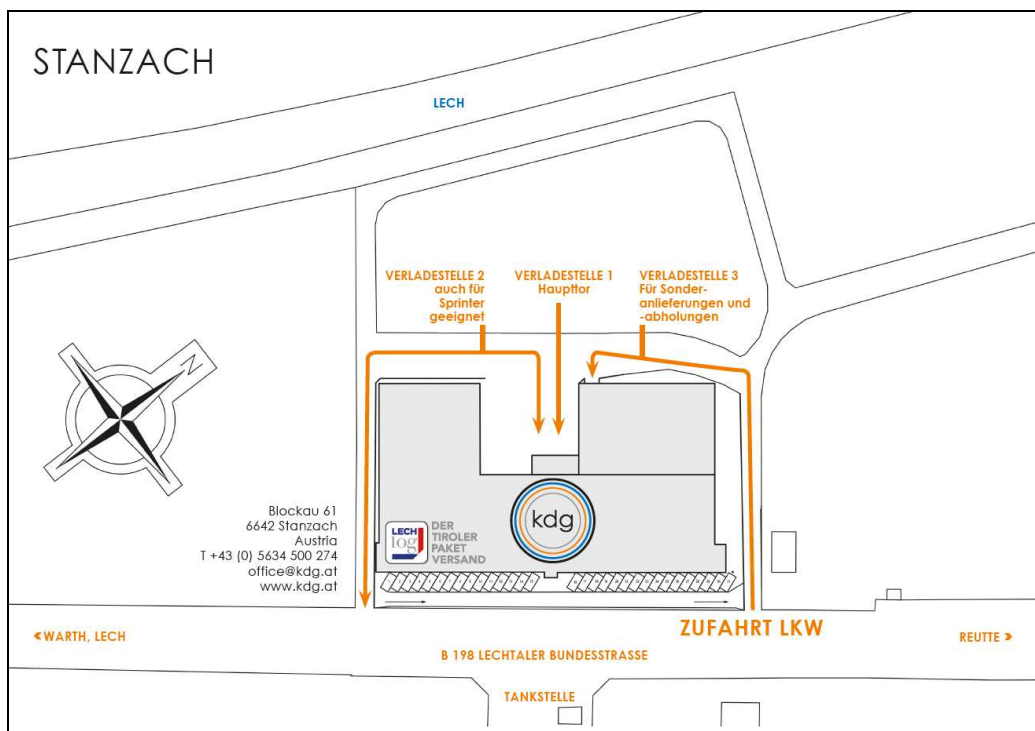 STANZACH
LECH
VERLADESTELLE 2
auch für
Sprinter
geeignet
VERLADESTELLE 1
Haupttor
VERLADESTELLE 3
Für Sonder-
anlieferungen und
-abholungen
N
Blockau 61
6642 Stanzach
Austria
T +43 (0) 5634 500 274
office@kdg.at
www.kdg.at
LECH
log
DER
TIROLER
PAKET
VERSAND
kdg
ZUFAHRT LKW
«WARTH, LECH
REUTTE »
B 198 LECHTALER BUNDESSTRASSE
TANKSTELLE